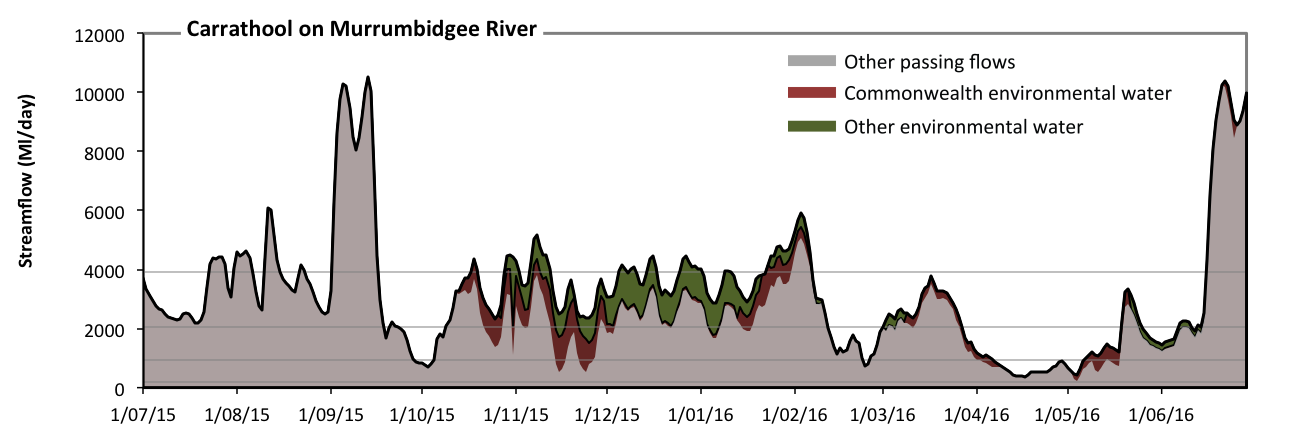 Carrathool on Murrumbidgee River
Streamflow (Ml/day)
12000
10000
8000
6000
4000
2000
0
Other passing flows
Commonwealth environmental water
Other environmental water
1/07/15 1/08/15 1/09/15 1/10/15 1/11/15 1/12/15 1/01/16 1/02/16 1/03/16 1/04/16 1/05/16 1/06/16